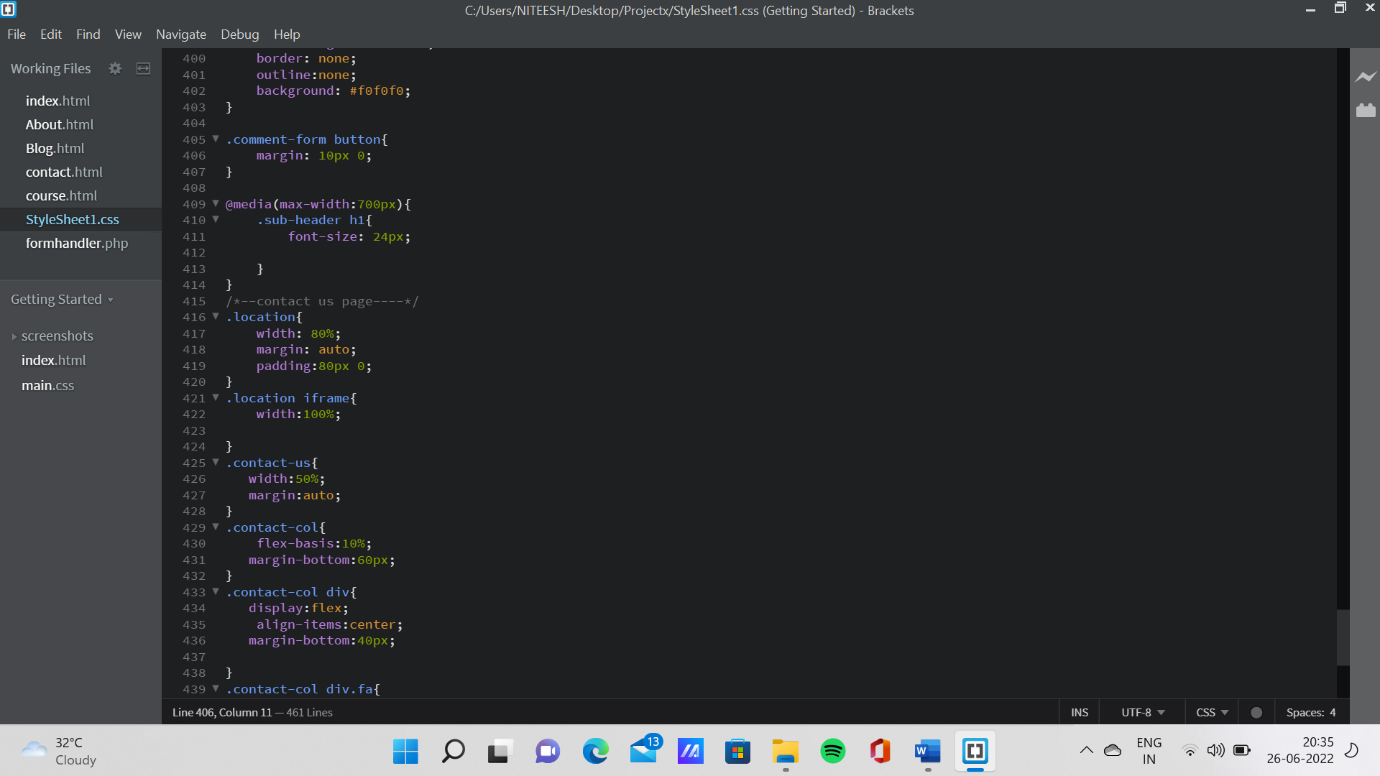 C:/Users/NITEESH/Desktop/Projectx/StyleSheet1.css (Getting Started) - Brackets
File Edit Find View Navigate Debug Help
Working Files
index.html
About.html
Blog.html
contact.html
course.html
StyleSheet1.css
formhandler.php
Getting Started
screenshots
index.html
main.css
400 border: none;
401 outline:none;
402 background: #f0f0f0;
403 }
404
405 .comment-form button{
406 margin: 10px 0;
407 }
408
409 @media(max-width:700px){
410 .sub-header h1{
411 font-size: 24px;
412
413 }
414 }
415 /*--contact us page----*/
416 .location{
417 width: 80%;
418 margin: auto;
419 padding:80px 0;
420 }
421 .location iframe{
422 width:100%;
423
424 }
425 .contact-us{
426 width:50%;
427 margin:auto;
428 }
429 .contact-col{
430 flex-basis:10%;
431 margin-bottom:60px;
432 }
433 .contact-col div{
434 display:flex;
435 align-items:center;
436 margin-bottom:40px;
437
438 }
439 .contact-col div.fa{
Line 406, Column 11 — 461 Lines
INS UTF-8 CSS Spaces: 4
32°C
Cloudy
13
ENG
IN
20:35
26-06-2022